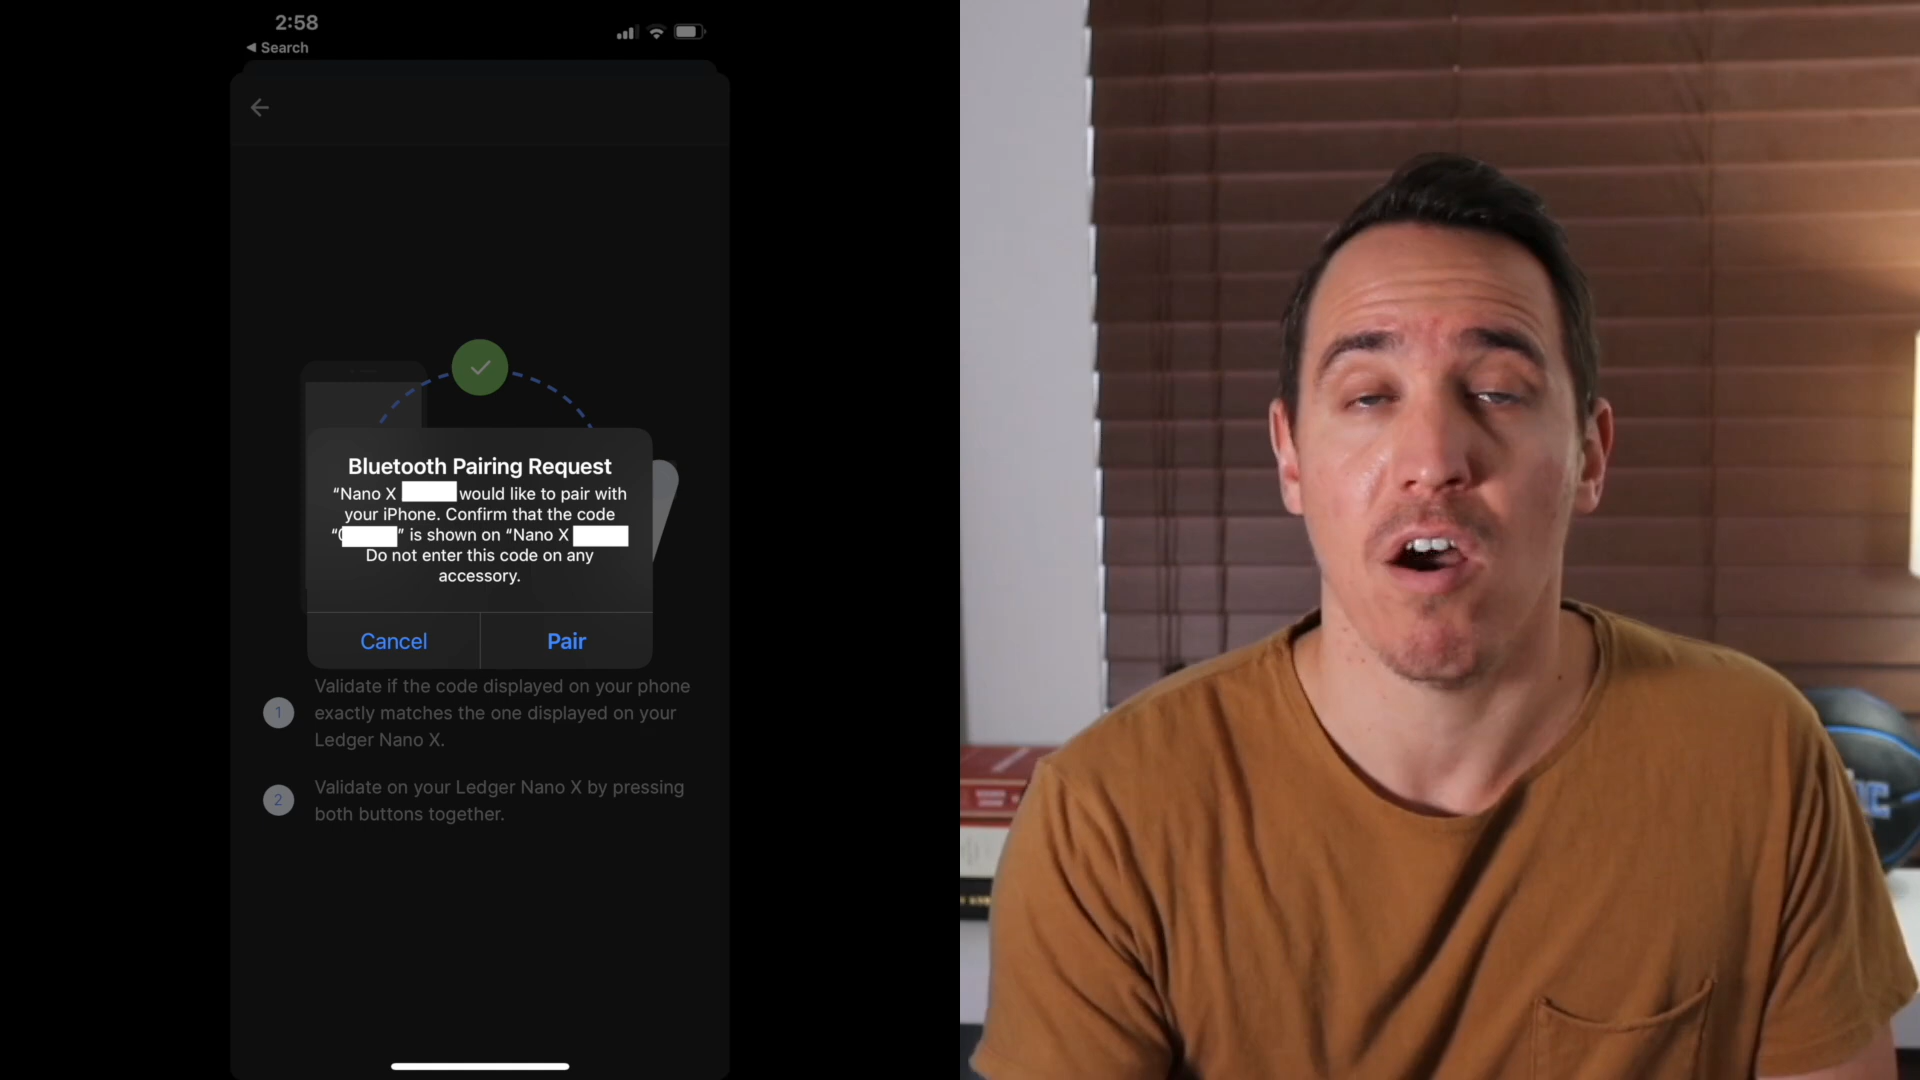 2:58
◀ Search
Bluetooth Pairing Request
“Nano X would like to pair with
your iPhone. Confirm that the code
“ ” is shown on “Nano X
Do not enter this code on any
accessory.
Cancel
Pair
1
Validate if the code displayed on your phone
exactly matches the one displayed on your
Ledger Nano X.
2
Validate on your Ledger Nano X by pressing
both buttons together.